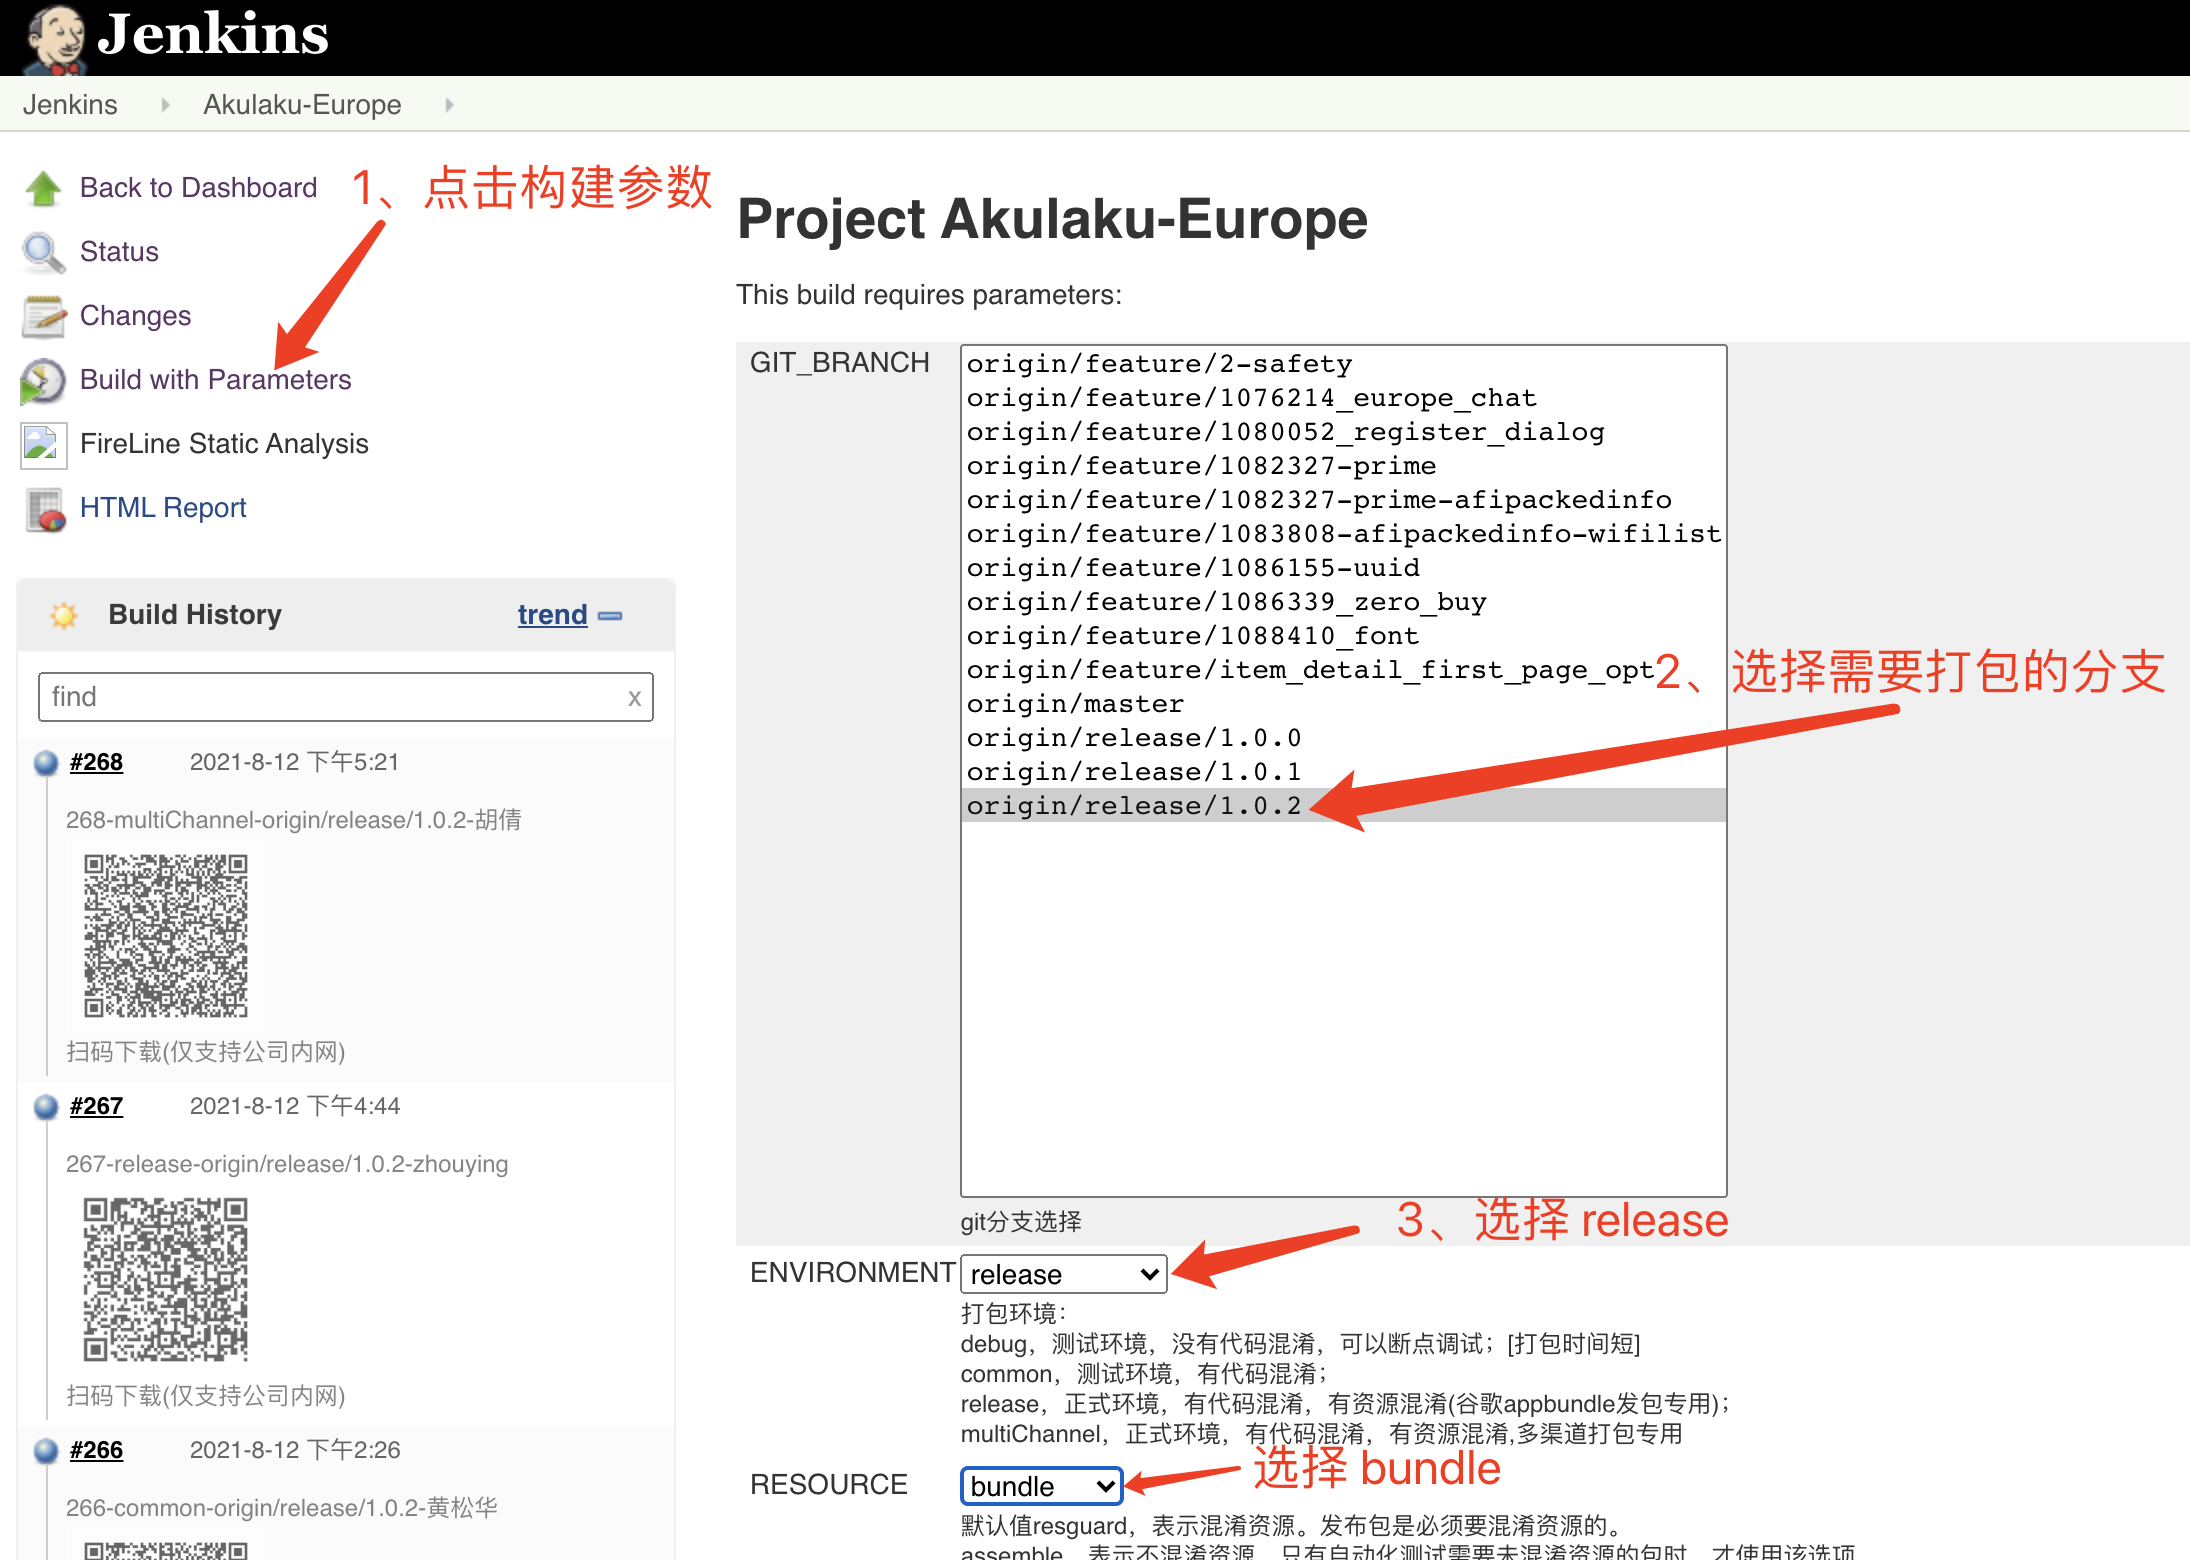 Jenkins
Jenkins
Akulaku-Europe
Back to Dashboard
1、点击构建参数
Status
Changes
Build with Parameters
FireLine Static Analysis
HTML Report
Build History
trend
find
x
#268
2021-8-12 下午5:21
268-multiChannel-origin/release/1.0.2-胡倩
扫码下载(仅支持公司内网)
#267
2021-8-12 下午4:44
267-release-origin/release/1.0.2-zhouying
扫码下载(仅支持公司内网)
#266
2021-8-12 下午2:26
266-common-origin/release/1.0.2-黄松华
Project Akulaku-Europe
This build requires parameters:
GIT_BRANCH
origin/feature/2-safety
origin/feature/1076214_europe_chat
origin/feature/1080052_register_dialog
origin/feature/1082327-prime
origin/feature/1082327-prime-afipackedinfo
origin/feature/1083808-afipackedinfo-wifilist
origin/feature/1086155-uuid
origin/feature/1086339_zero_buy
origin/feature/1088410_font
origin/feature/item_detail_first_page_opt
2、选择需要打包的分支
origin/master
origin/release/1.0.0
origin/release/1.0.1
origin/release/1.0.2
git分支选择
3、选择 release
ENVIRONMENT
release
打包环境：
debug，测试环境，没有代码混淆，可以断点调试；[打包时间短]
common，测试环境，有代码混淆；
release，正式环境，有代码混淆，有资源混淆(谷歌appbundle发包专用)；
multiChannel，正式环境，有代码混淆，有资源混淆,多渠道打包专用
选择 bundle
RESOURCE
bundle
默认值resguard，表示混淆资源。发布包是必须要混淆资源的。
assemble，表示不混淆资源，只有自动化测试需要未混淆资源的包时，才使用该选项